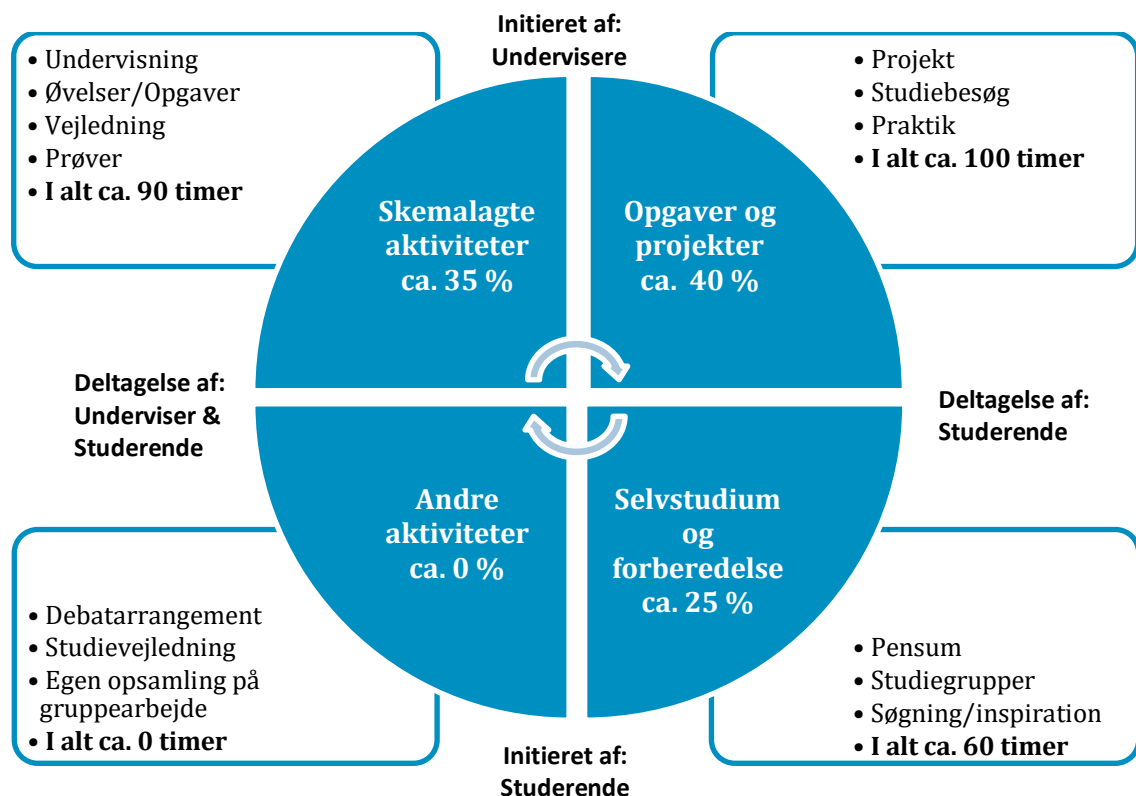 Initieret af:
Undervisere
• Undervisning
• Øvelser/Opgaver
• Vejledning
• Prøver
• I alt ca. 90 timer
• Projekt
• Studiebesøg
• Praktik
• I alt ca. 100 timer
Skemalagte
aktiviteter
ca. 35 %
Opgaver og
projekter
ca. 40 %
Deltagelse af:
Underviser &
Studerende
Deltagelse af:
Studerende
Andre
aktiviteter
ca. 0 %
Selvstudium
og
forberedelse
ca. 25 %
• Debatarrangement
• Studievejledning
• Egen opsamling på
gruppearbejde
• I alt ca. 0 timer
• Pensum
• Studiegrupper
• Søgning/inspiration
• I alt ca. 60 timer
Initieret af:
Studerende